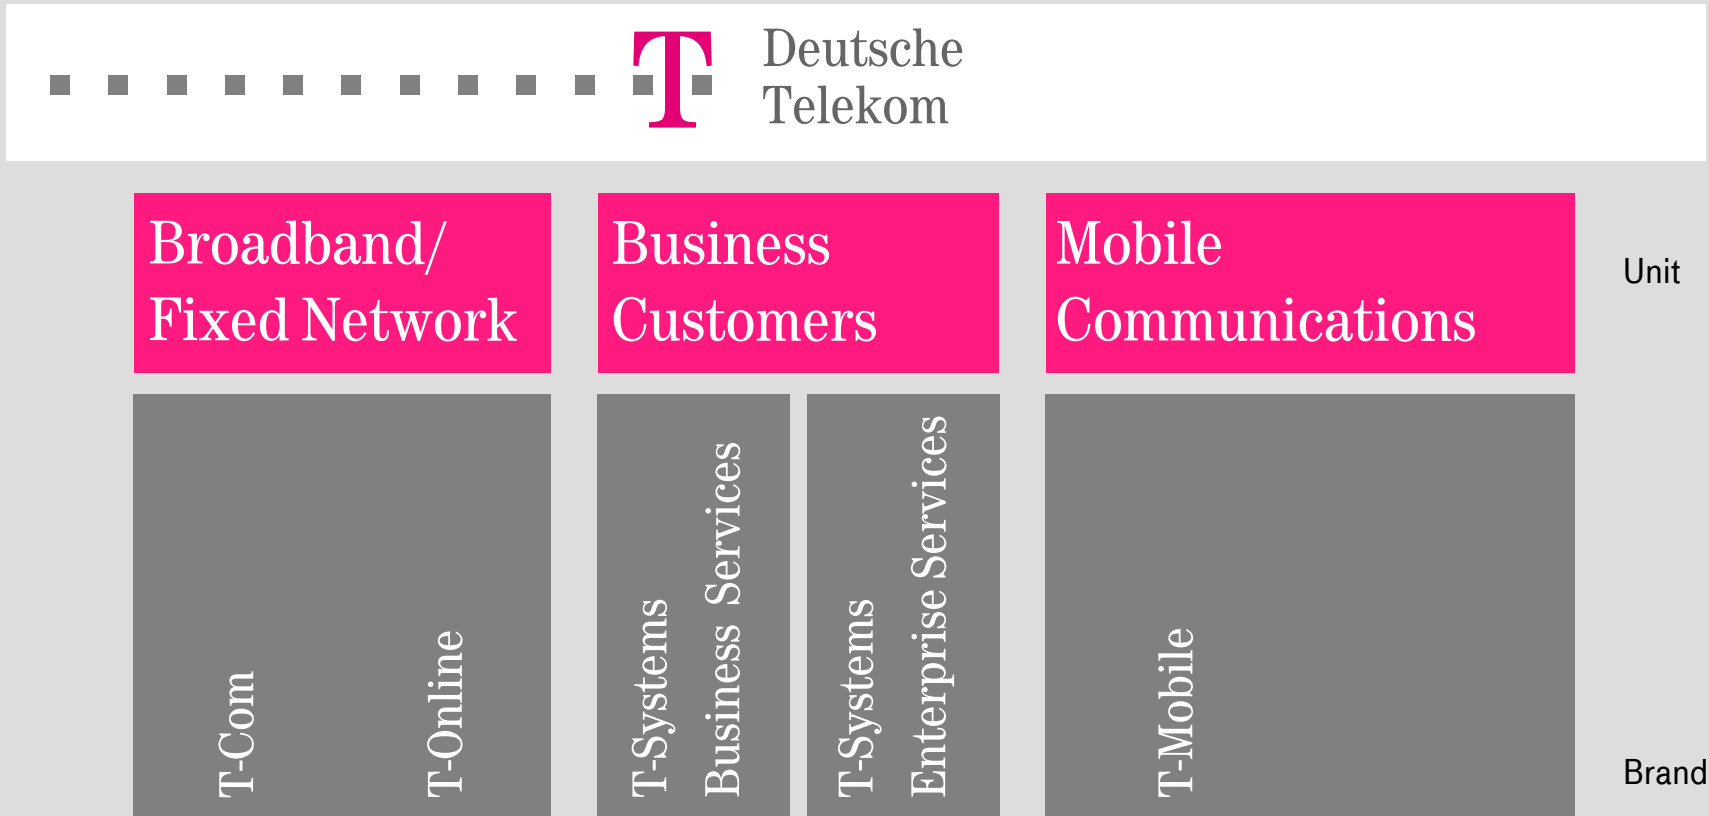 T Deutsche
Telekom
Broadband/
Fixed Network
Business
Customers
Mobile
Communications
Unit
T-Com
T-Online
T-Systems
Business Services
T-Systems
Enterprise Services
T-Mobile
Brand